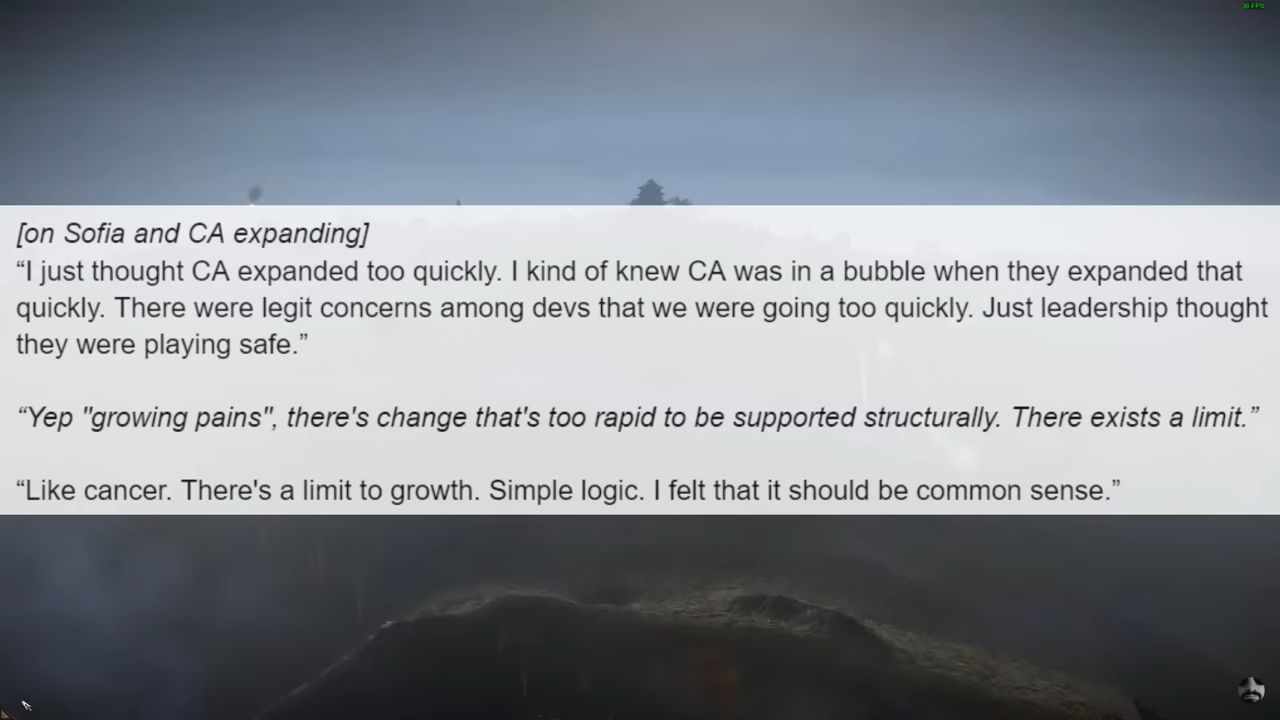 36 FPS
[on Sofia and CA expanding]
“I just thought CA expanded too quickly. I kind of knew CA was in a bubble when they expanded that
quickly. There were legit concerns among devs that we were going too quickly. Just leadership thought
they were playing safe.”
“Yep "growing pains", there's change that's too rapid to be supported structurally. There exists a limit.”
“Like cancer. There's a limit to growth. Simple logic. I felt that it should be common sense.”